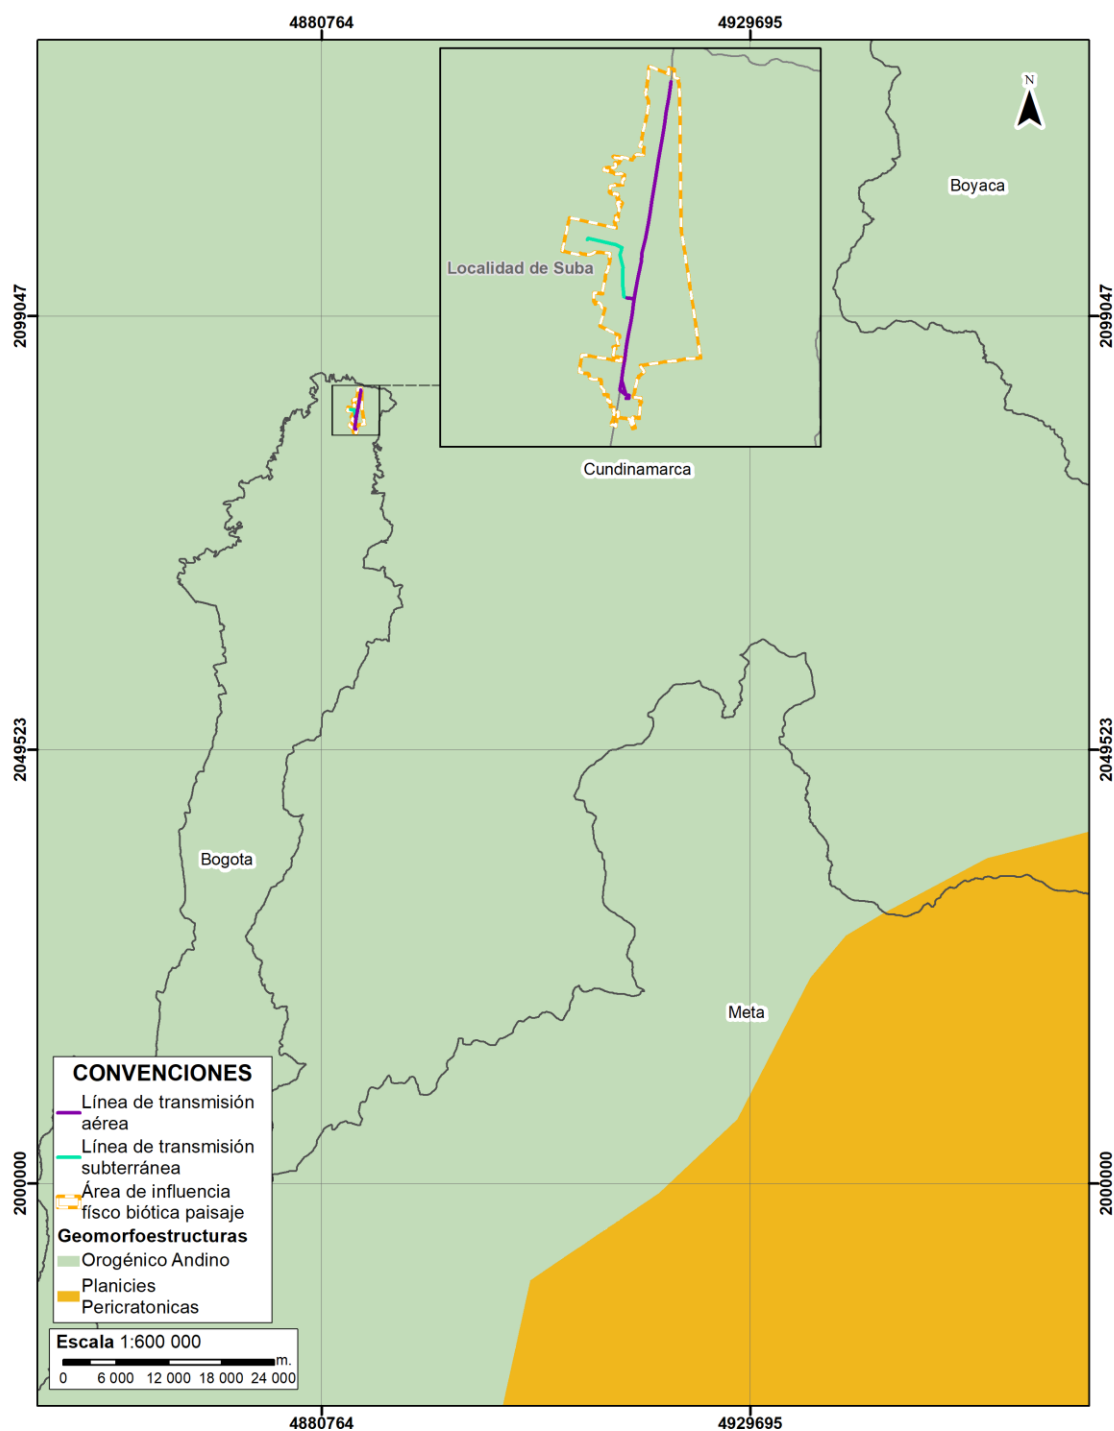 4880764
4929695
N
Boyaca
Localidad de Suba
2099047
2099047
Cundinamarca
2049523
2049523
Bogota
Meta
CONVENCIONES
Línea de transmisión
aérea
Línea de transmisión
subterránea
Área de influencia
físco biótica paisaje
Geomorfoestructuras
Orogénico Andino
Planicies
Pericratonicas
2000000
2000000
Escala 1:600 000
m.
0 6 000 12 000 18 000 24 000
4880764
4929695